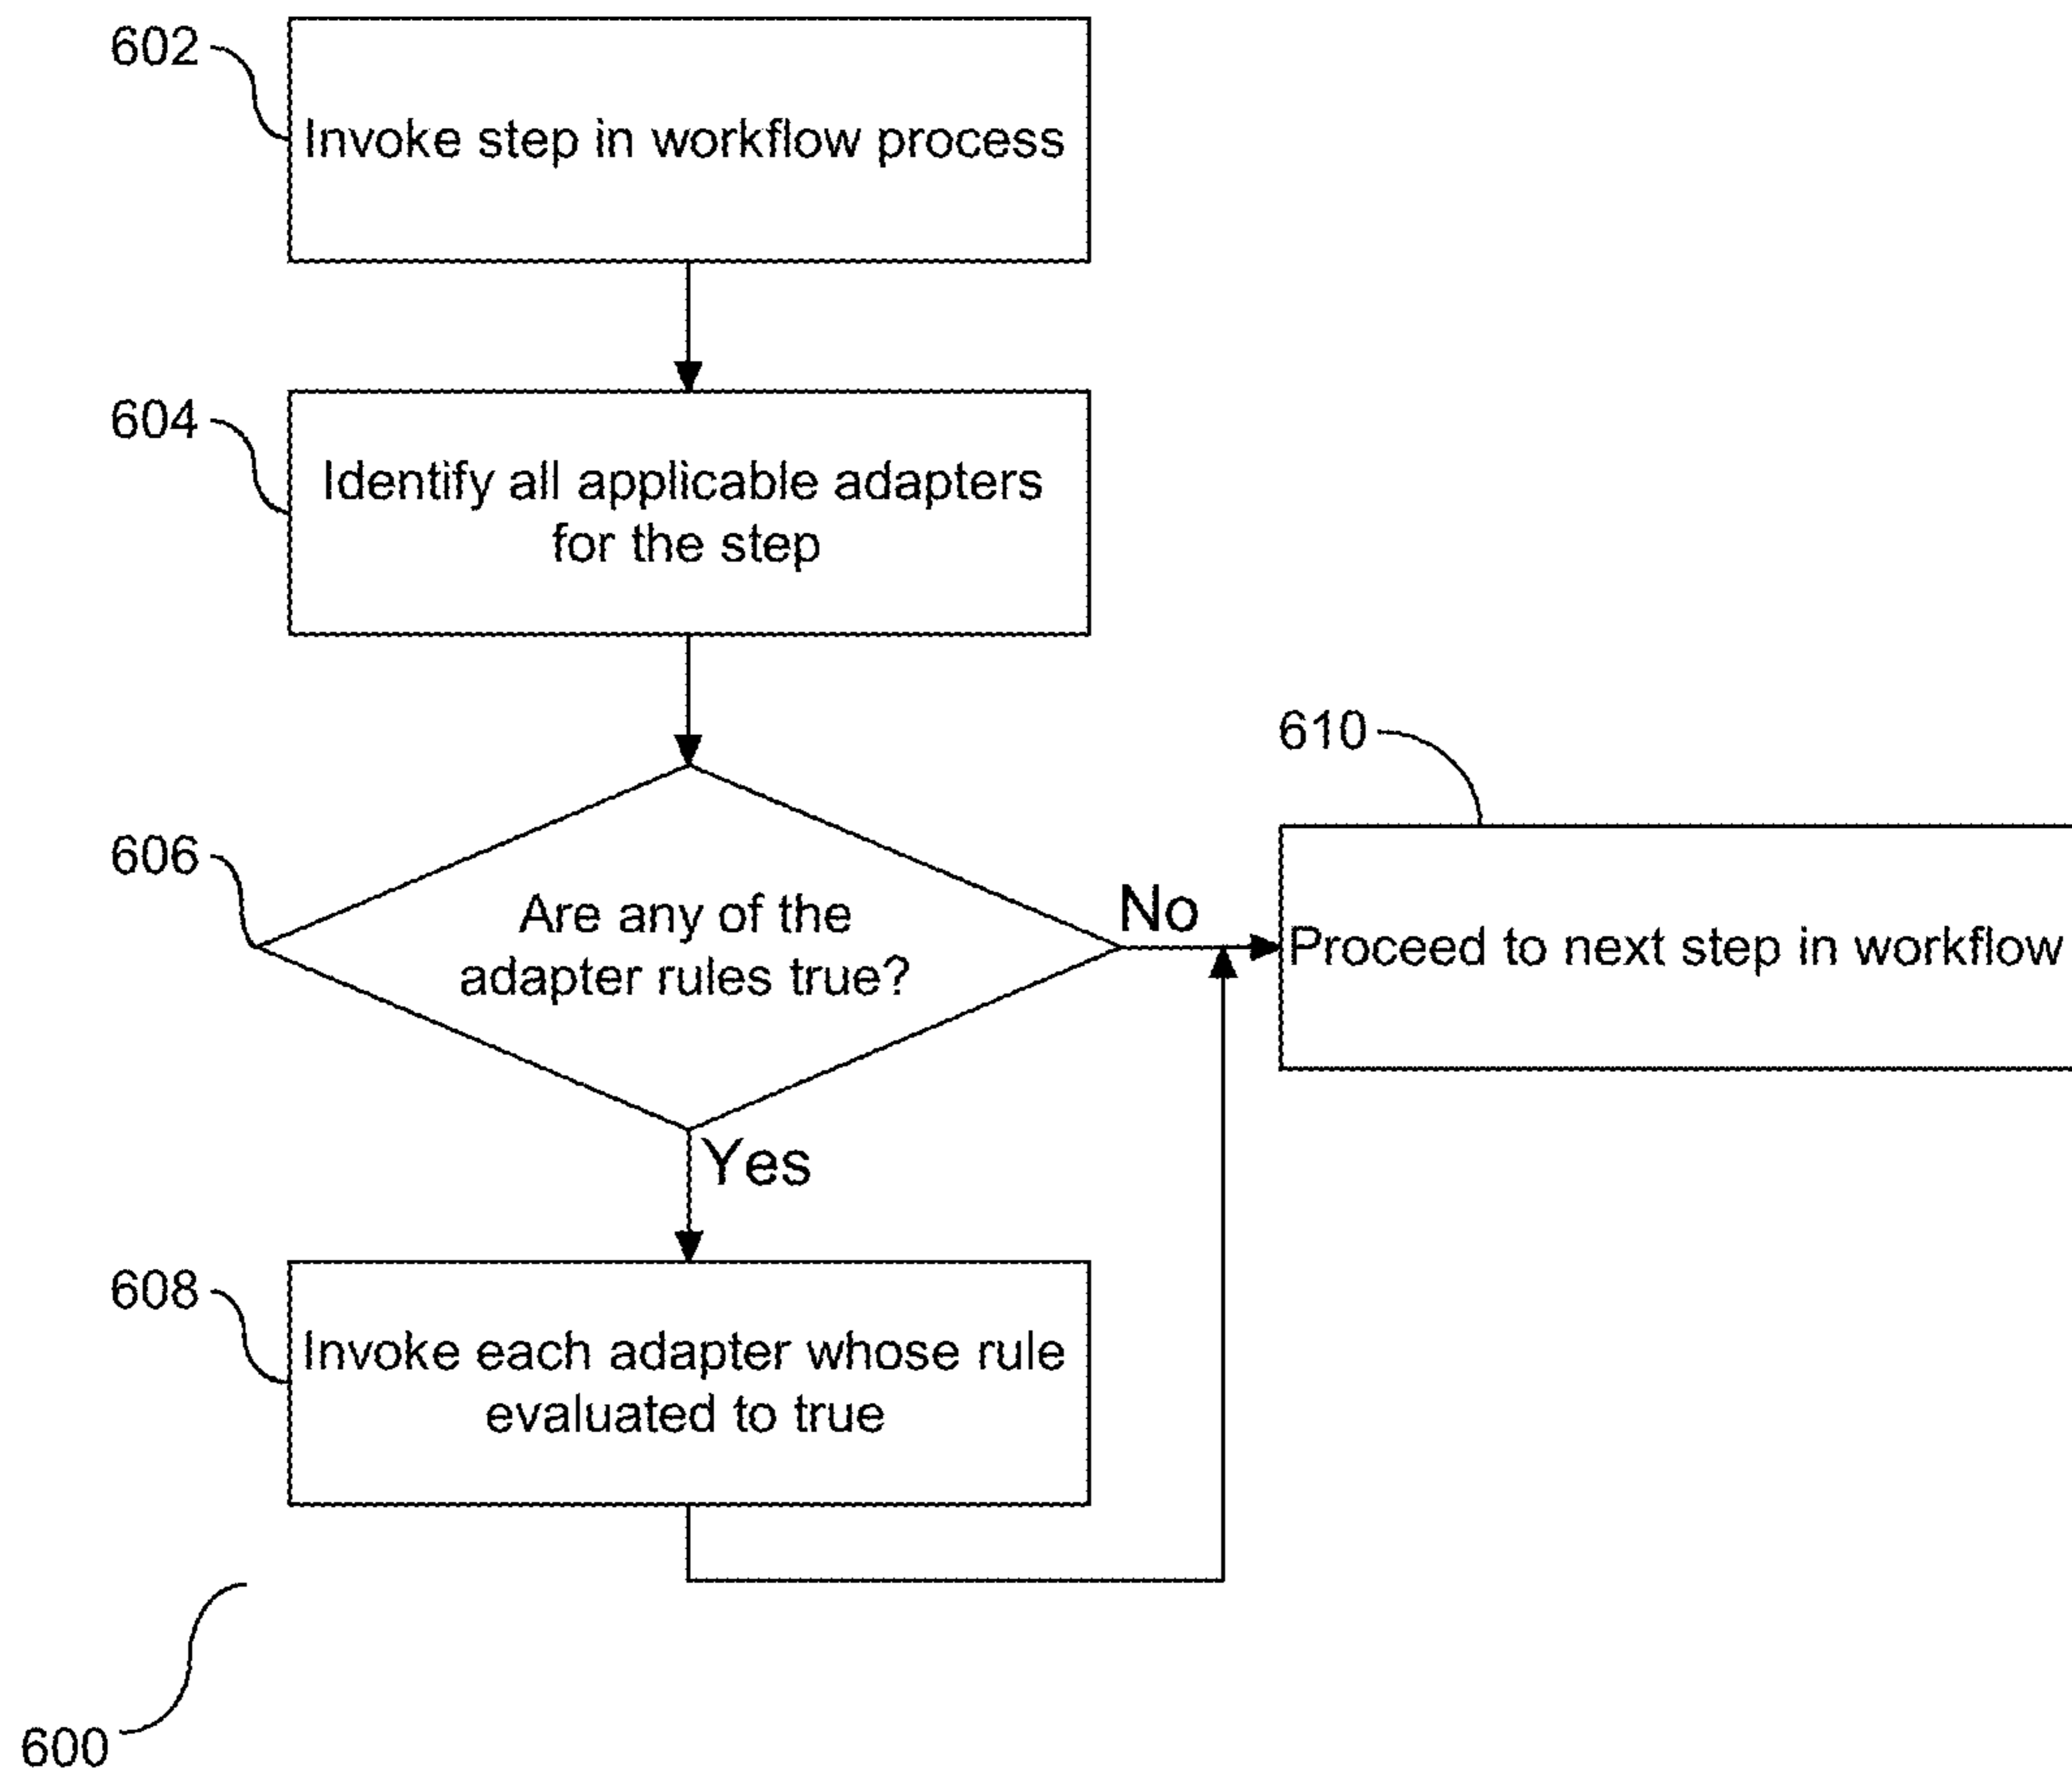 602
Invoke step in workflow process
604
Identify all applicable adapters
for the step
606
Are any of the
adapter rules true?
No
610
Proceed to next step in workflow
Yes
608
Invoke each adapter whose rule
evaluated to true
600